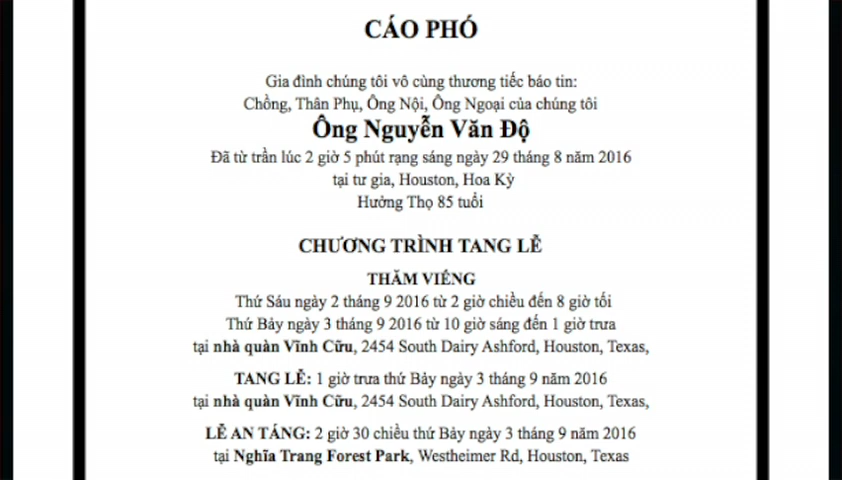 CÁO PHÓ
Gia đình chúng tôi vô cùng thương tiếc báo tin:
Chồng, Thân Phụ, Ông Nội, Ông Ngoại của chúng tôi
Ông Nguyễn Văn Độ
Đã từ trần lúc 2 giờ 5 phút rạng sáng ngày 29 tháng 8 năm 2016
tại tư gia, Houston, Hoa Kỳ
Hưởng Thọ 85 tuổi
CHƯƠNG TRÌNH TANG LỄ
THĂM VIÉNG
Thứ Sáu ngày 2 tháng 9 2016 từ 2 giờ chiều đến 8 giờ tối
Thứ Bảy ngày 3 tháng 9 2016 từ 10 giờ sáng đến 1 giờ trưa
tại nhà quàn Vĩnh Cữu, 2454 South Dairy Ashford, Houston, Texas,
TANG LỄ: 1 giờ trưa thứ Bảy ngày 3 tháng 9 năm 2016
tại nhà quàn Vĩnh Cữu, 2454 South Dairy Ashford, Houston, Texas,
LỄ AN TÁNG: 2 giờ 30 chiều thứ Bảy ngày 3 tháng 9 năm 2016
tại Nghĩa Trang Forest Park, Westheimer Rd, Houston, Texas